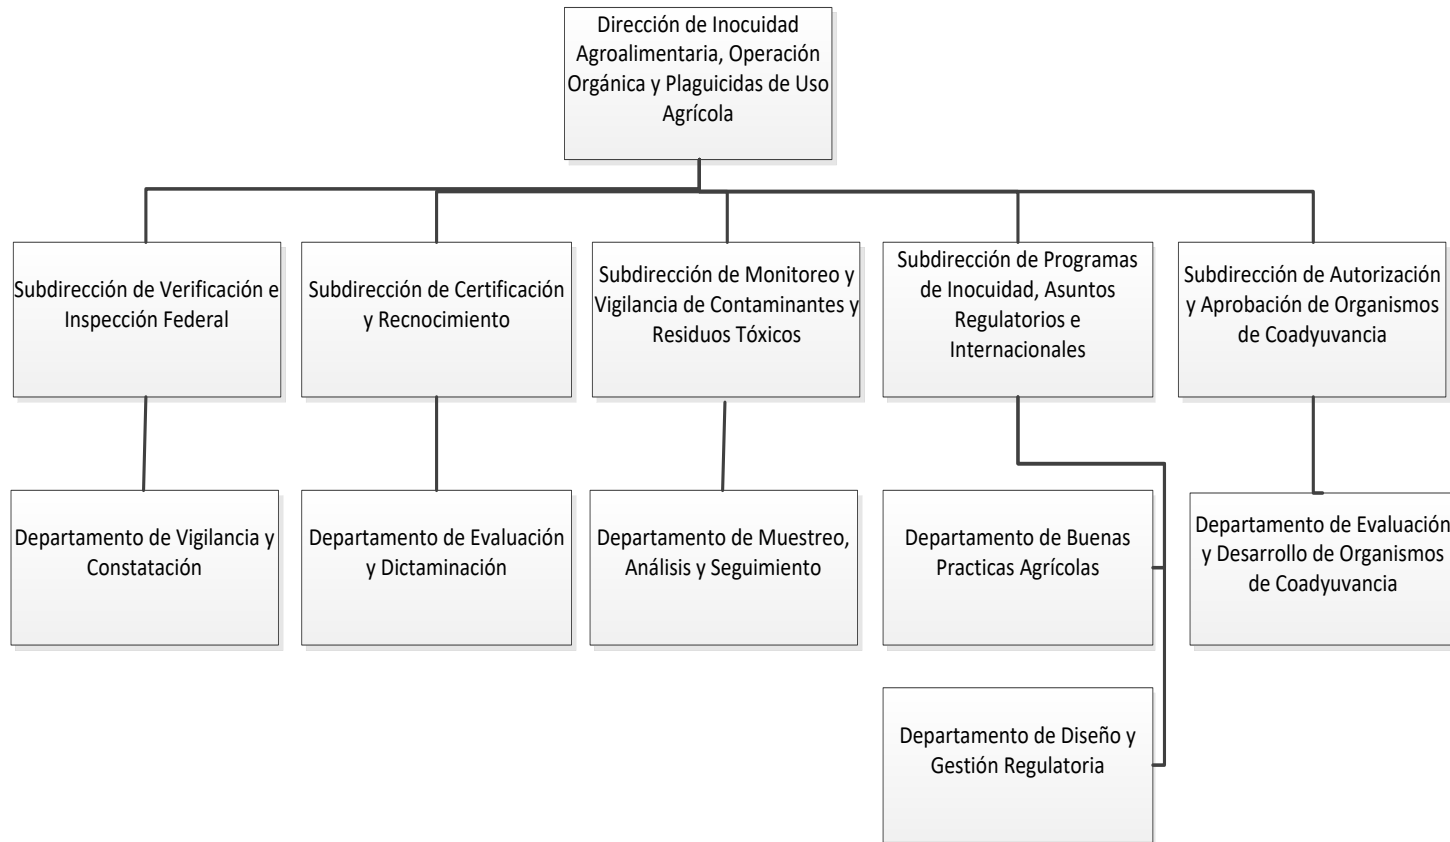 Dirección de Inocuidad
Agroalimentaria, Operación
Orgánica y Plaguicidas de Uso
Agrícola
Subdirección de Verificación e
Inspección Federal
Subdirección de Certificación
y Recnocimiento
Subdirección de Monitoreo y
Vigilancia de Contaminantes y
Residuos Tóxicos
Subdirección de Programas
de Inocuidad, Asuntos
Regulatorios e
Internacionales
Subdirección de Autorización
y Aprobación de Organismos
de Coadyuvancia
Departamento de Vigilancia y
Constatación
Departamento de Evaluación
y Dictaminación
Departamento de Muestreo,
Análisis y Seguimiento
Departamento de Buenas
Practicas Agrícolas
Departamento de Evaluación
y Desarrollo de Organismos
de Coadyuvancia
Departamento de Diseño y
Gestión Regulatoria